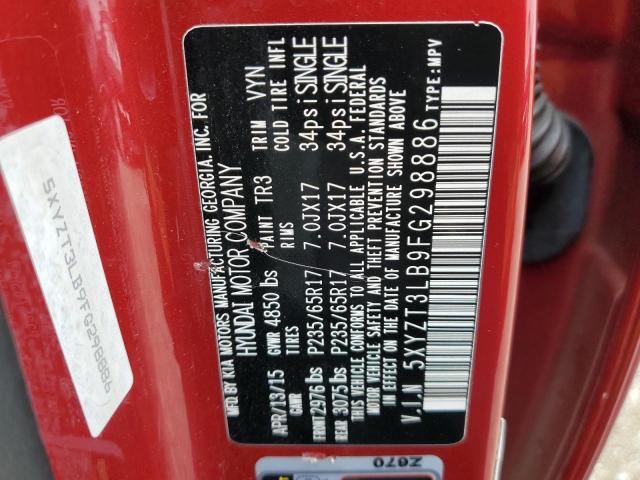 MFD BY KIA MOTORS MANUFACTURING GEORGIA, INC. FOR
HYUNDAI MOTOR COMPANY
APR/13/15 GVWR 4850 lbs PAINT TR3 TRIM VYN
GAWR TIRES RIMS COLD TIRE INFL
FRONT 2976 lbs P235/65R17 7.0JX17 34psi SINGLE
REAR 3075 lbs P235/65R17 7.0JX17 34psi SINGLE
THIS VEHICLE CONFORMS TO ALL APPLICABLE U.S.A. FEDERAL
MOTOR VEHICLE SAFETY AND THEFT PREVENTION STANDARDS
IN EFFECT ON THE DATE OF MANUFACTURE SHOWN ABOVE
V.I.N 5XYZT3LB9FG298886 TYPE:MPV
5XYZT3LB9FG298886
Z670